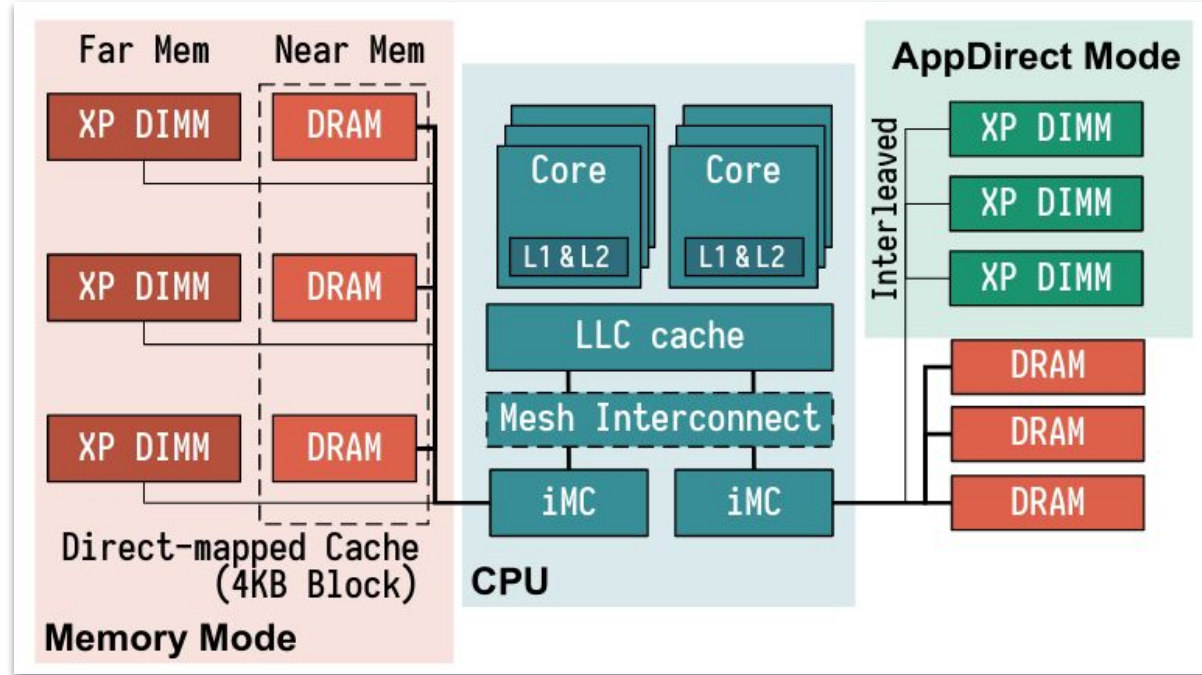 Far Mem
Near Mem
XP DIMM
DRAM
XP DIMM
DRAM
XP DIMM
DRAM
Direct-mapped Cache
(4KB Block)
Memory Mode
Core
L1 & L2
Core
L1 & L2
LLC cache
Mesh Interconnect
iMC
iMC
CPU
AppDirect Mode
Interleaved
XP DIMM
XP DIMM
XP DIMM
DRAM
DRAM
DRAM